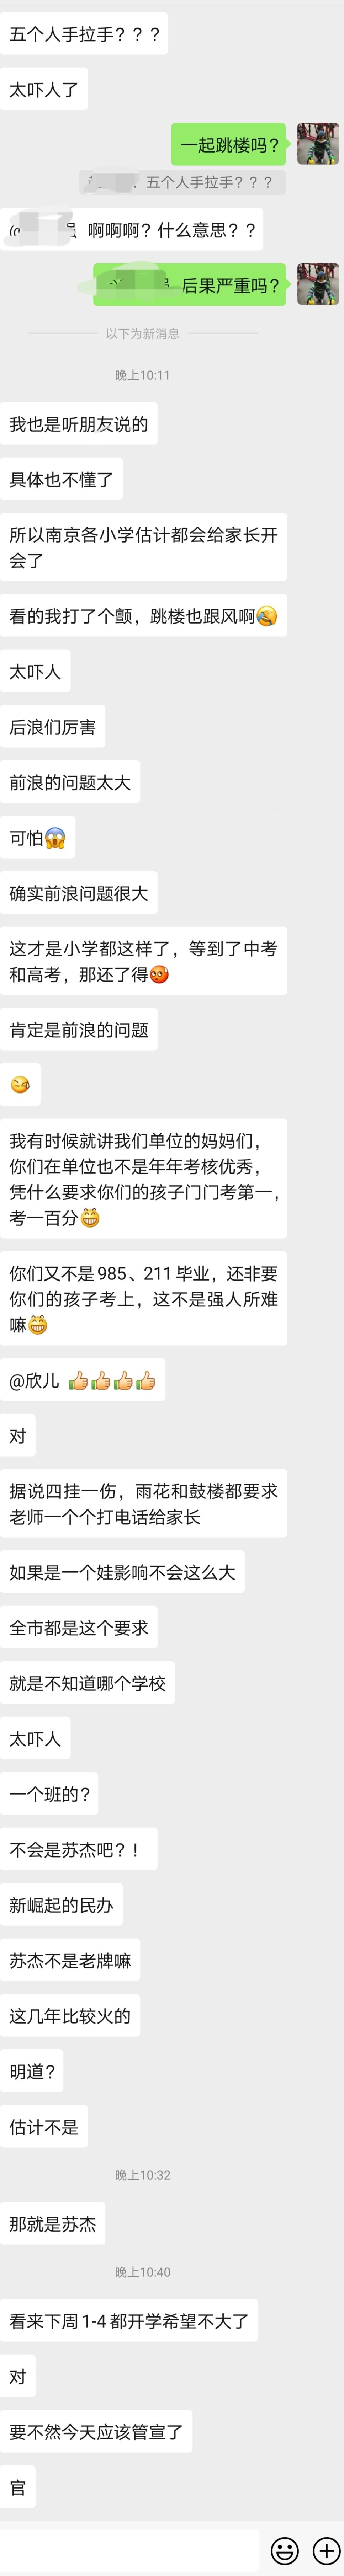 五个人手拉手？？？
太吓人了
一起跳楼吗？
五个人手拉手？？？
啊啊啊？什么意思？？
后果严重吗？
以下为新消息
晚上10:11
我也是听朋友说的
具体也不懂了
所以南京各小学估计都会给家长开
会了
看的我打了个颤，跳楼也跟风啊
太吓人
后浪们厉害
前浪的问题太大
可怕
确实前浪问题很大
这才是小学都这样了，等到了中考
和高考，那还了得
肯定是前浪的问题
我有时候就讲我们单位的妈妈们，
你们在单位也不是年年考核优秀，
凭什么要求你们的孩子门门考第一，
考一百分
你们又不是985、211毕业，还非要
你们的孩子考上，这不是强人所难
嘛
@欣儿
对
据说四挂一伤，雨花和鼓楼都要求
老师一个个打电话给家长
如果是一个娃影响不会这么大
全市都是这个要求
就是不知道哪个学校
太吓人
一个班的？
不会是苏杰吧？！
新崛起的民办
苏杰不是老牌嘛
这几年比较火的
明道？
估计不是
晚上10:32
那就是苏杰
晚上10:40
看来下周1-4都开学希望不大了
对
要不然今天应该管宣了
官